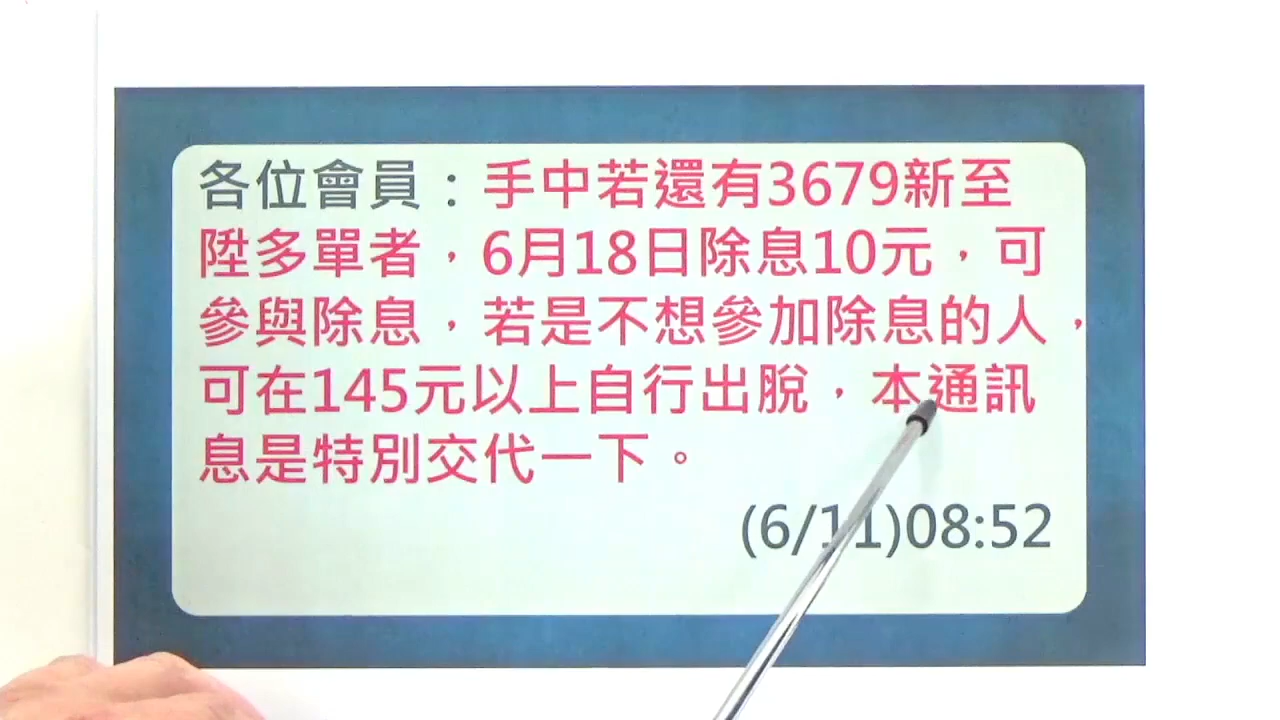 各位會員：手中若還有3679新至
陞多單者，6月18日除息10元，可
參與除息，若是不想參加除息的人，
可在145元以上自行出脫，本通訊
息是特別交代一下。
(6/11)08:52